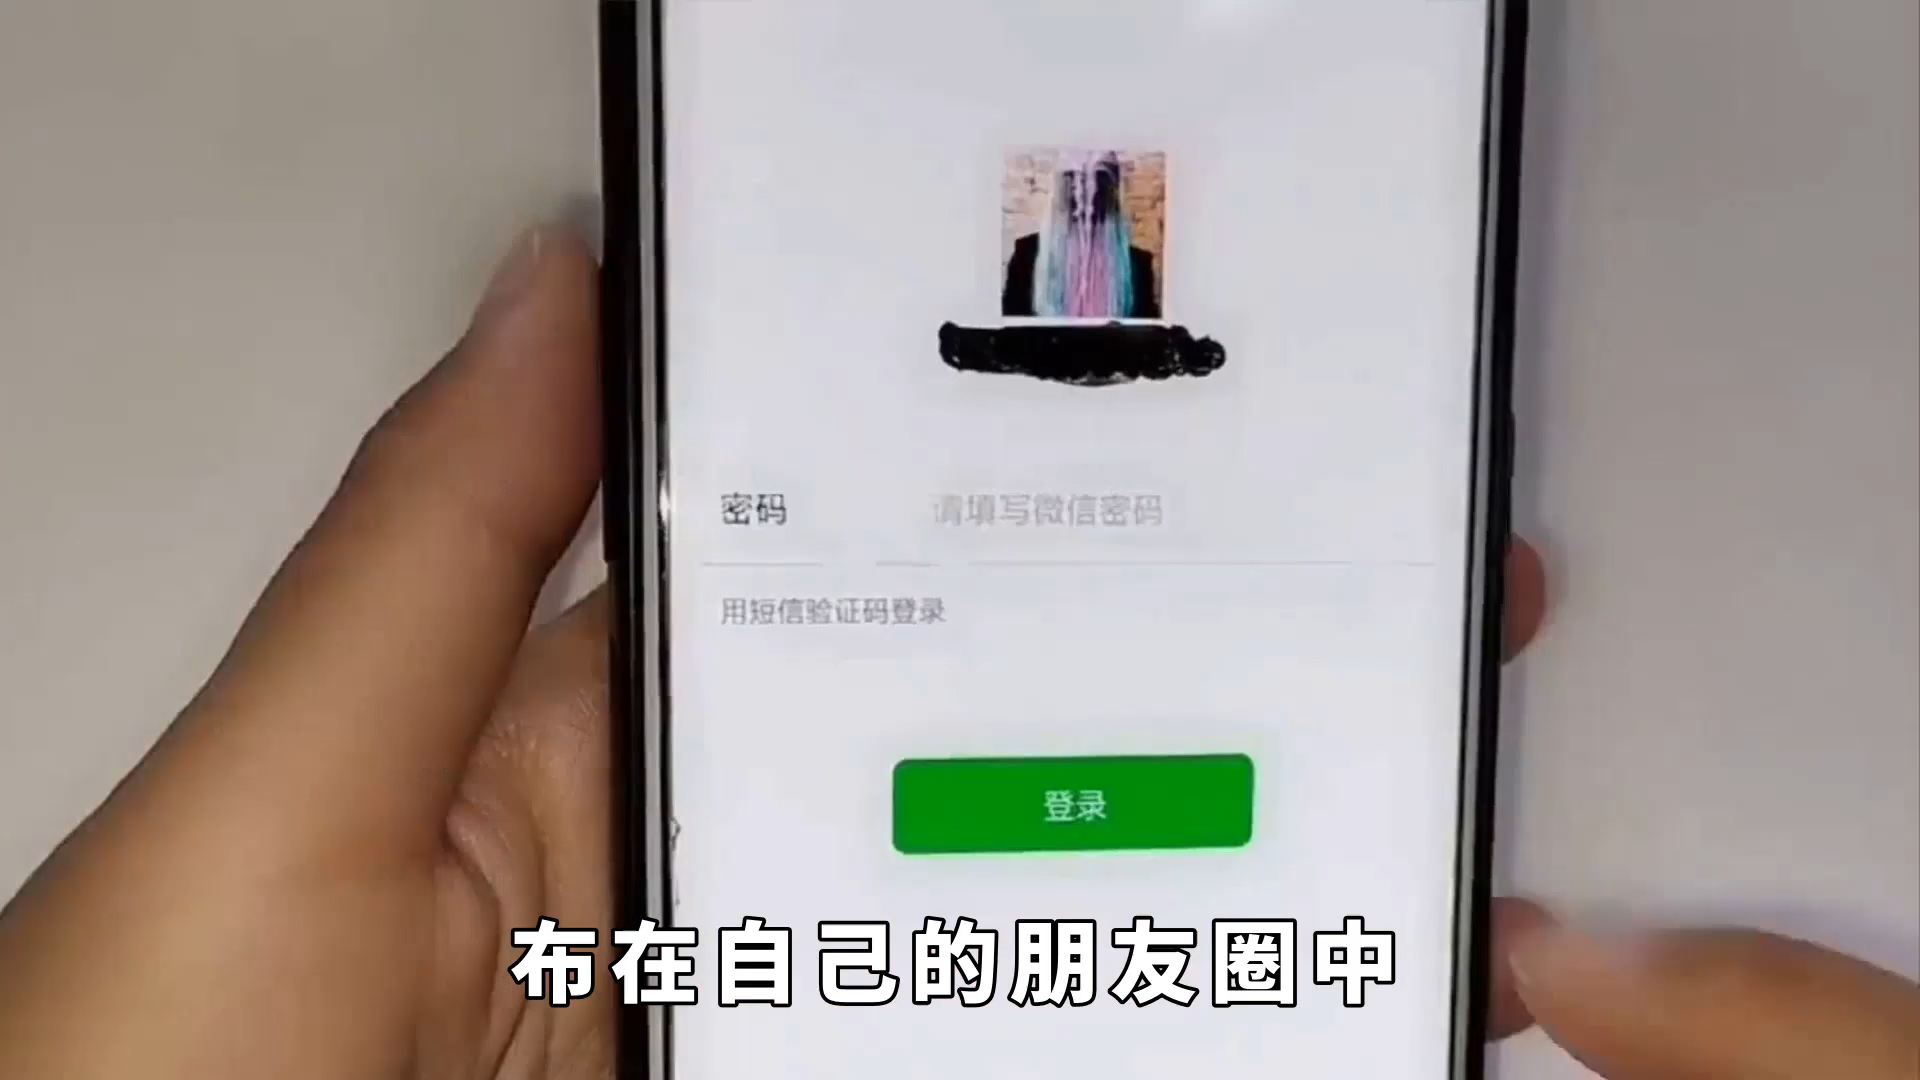 密码 请填写微信密码
用短信验证码登录
登录
布在自己的朋友圈中